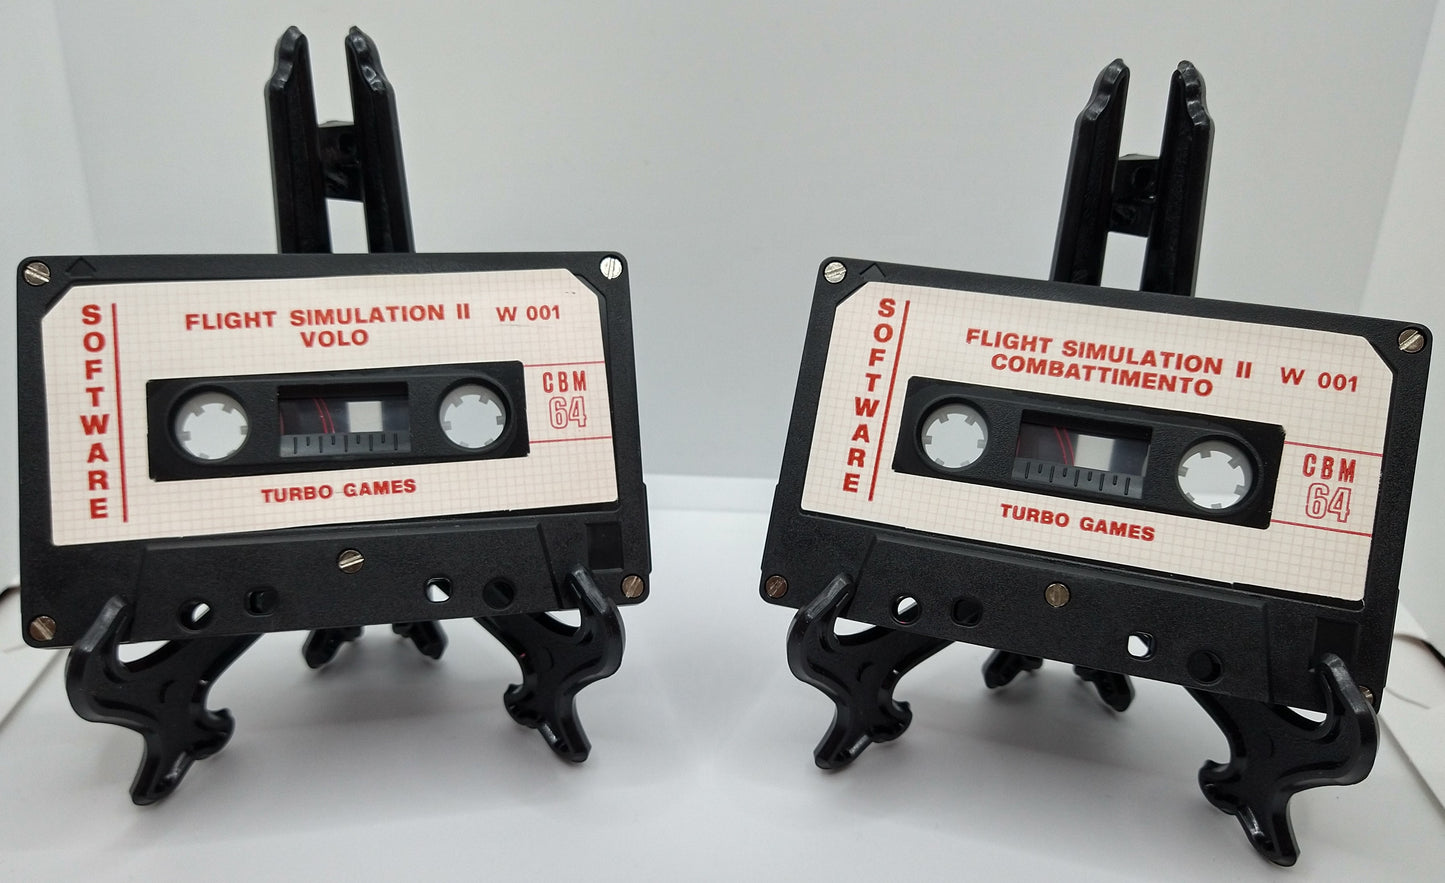 SOFTWARE
FLIGHT SIMULATION II W 001
VOLO
CBM
64
TURBO GAMES
SOFTWARE
FLIGHT SIMULATION II W 001
COMBATTIMENTO
CBM
64
TURBO GAMES